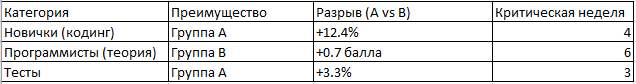 Категория Преимущество Разрыв (A vs B) Критическая неделя
Новички (кодинг) Группа A +12.4% 4
Программисты (теория) Группа B +0.7 балла 6
Тесты Группа A +3.3% 3